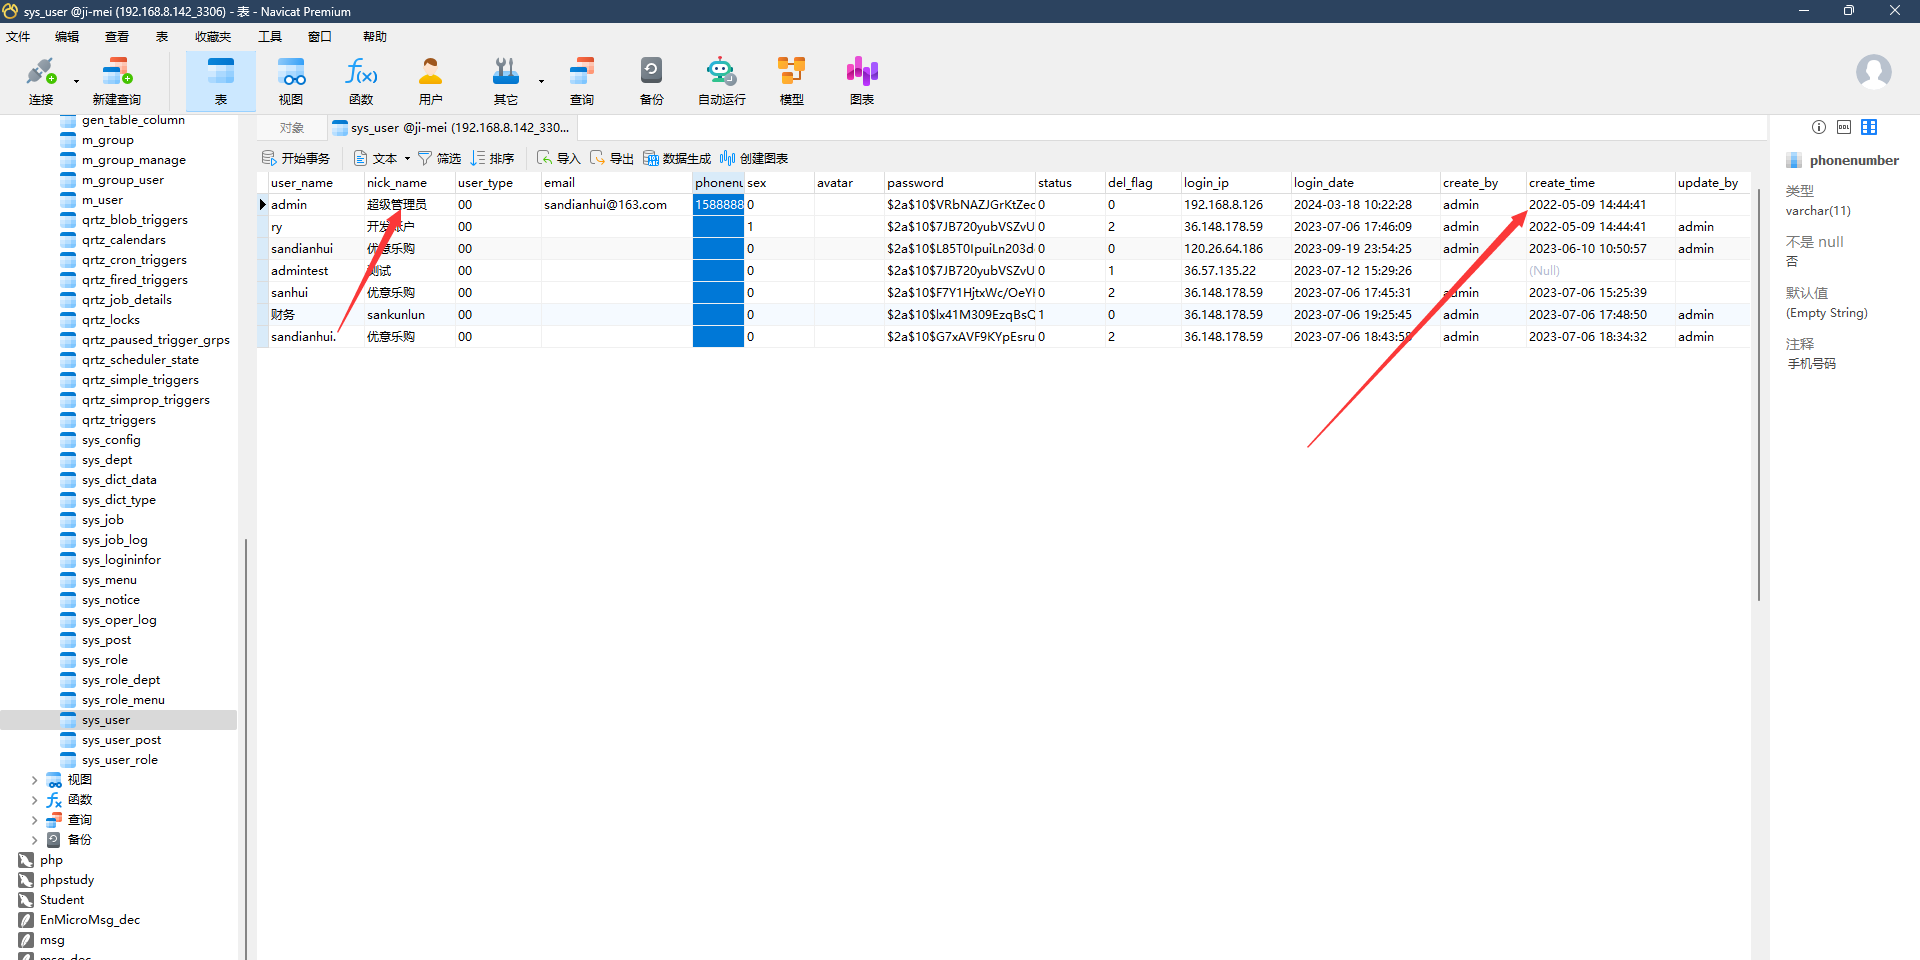 sys_user @ji-mei (192.168.8.142_3306) - 表 - Navicat Premium
文件 编辑 查看 表 收藏夹 工具 窗口 帮助
连接 新建查询 表 视图 函数 用户 其它 查询 备份 自动运行 模型 图表
gen_table_column
m_group
m_group_manage
m_group_user
m_user
qrtz_blob_triggers
qrtz_calendars
qrtz_cron_triggers
qrtz_fired_triggers
qrtz_job_details
qrtz_locks
qrtz_paused_trigger_grps
qrtz_scheduler_state
qrtz_simple_triggers
qrtz_simprop_triggers
qrtz_triggers
sys_config
sys_dept
sys_dict_data
sys_dict_type
sys_job
sys_job_log
sys_logininfor
sys_menu
sys_notice
sys_oper_log
sys_post
sys_role
sys_role_dept
sys_role_menu
sys_user
sys_user_post
sys_user_role
视图
函数
查询
备份
php
phpstudy
Student
EnMicroMsg_dec
msg
对象 sys_user @ji-mei (192.168.8.142_330...
开始事务 文本 筛选 排序 导入 导出 数据生成 创建图表
user_name nick_name user_type email phonenu sex avatar password status del_flag login_ip login_date create_by create_time update_by
admin 超级管理员 00 sandianhui@163.com 1588888 0 $2a$10$VRbNAZJGrKtZec 0 0 192.168.8.126 2024-03-18 10:22:28 admin 2022-05-09 14:44:41
ry 开发账户 00 1 $2a$10$7JB720yubVSZvU 0 2 36.148.178.59 2023-07-06 17:46:09 admin 2022-05-09 14:44:41 admin
sandianhui 优意乐购 00 0 $2a$10$L85T0IpuiLn203d 0 0 120.26.64.186 2023-09-19 23:54:25 admin 2023-06-10 10:50:57 admin
admintest 测试 00 0 $2a$10$7JB720yubVSZvU 0 1 36.57.135.22 2023-07-12 15:29:26 (Null)
sanhui 优意乐购 00 0 $2a$10$F7Y1HjtxWc/OeYI 0 2 36.148.178.59 2023-07-06 17:45:31 admin 2023-07-06 15:25:39
财务 sankunlun 00 0 $2a$10$lx41M309EzqBsC 1 0 36.148.178.59 2023-07-06 19:25:45 admin 2023-07-06 17:48:50 admin
sandianhui. 优意乐购 00 0 $2a$10$G7xAVF9KYpEsru 0 2 36.148.178.59 2023-07-06 18:43:58 admin 2023-07-06 18:34:32 admin
DDL
phonenumber
类型
varchar(11)
不是 null
否
默认值
(Empty String)
注释
手机号码